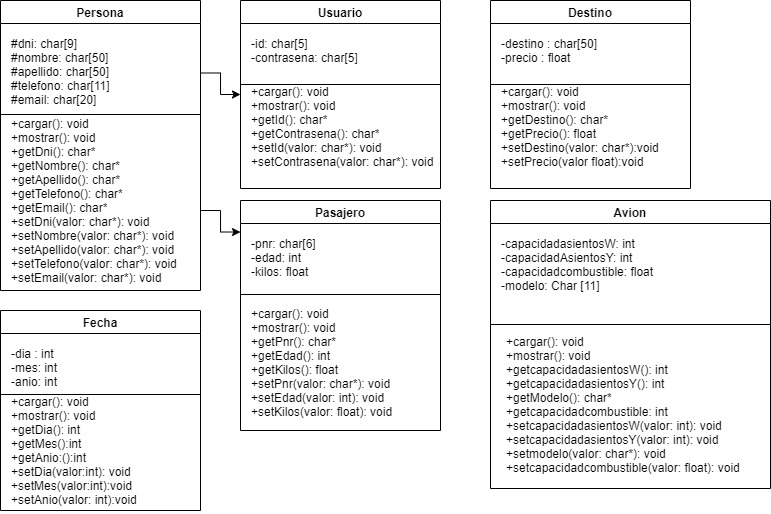 Persona
#dni: char[9]
#nombre: char[50]
#apellido: char[50]
#telefono: char[11]
#email: char[20]
+cargar(): void
+mostrar(): void
+getDni(): char*
+getNombre(): char*
+getApellido(): char*
+getTelefono(): char*
+getEmail(): char*
+setDni(valor: char*): void
+setNombre(valor: char*): void
+setApellido(valor: char*): void
+setTelefono(valor: char*): void
+setEmail(valor: char*): void
Usuario
-id: char[5]
-contrasena: char[5]
+cargar(): void
+mostrar(): void
+getId(): char*
+getContrasena(): char*
+setId(valor: char*): void
+setContrasena(valor: char*): void
Destino
-destino : char[50]
-precio : float
+cargar(): void
+mostrar(): void
+getDestino(): char*
+getPrecio(): float
+setDestino(valor: char*):void
+setPrecio(valor float):void
Pasajero
-pnr: char[6]
-edad: int
-kilos: float
+cargar(): void
+mostrar(): void
+getPnr(): char*
+getEdad(): int
+getKilos(): float
+setPnr(valor: char*): void
+setEdad(valor: int): void
+setKilos(valor: float): void
Avion
-capacidadasientosW: int
-capacidadAsientosY: int
-capacidadcombustible: float
-modelo: Char [11]
+cargar(): void
+mostrar(): void
+getcapacidadasientosW(): int
+getcapacidadasientosY(): int
+getModelo(): char*
+getcapacidadcombustible: int
+setcapacidadasientosW(valor: int): void
+setcapacidadasientosY(valor: int): void
+setmodelo(valor: char*): void
+setcapacidadcombustible(valor: float): void
Fecha
-dia : int
-mes: int
-anio: int
+cargar(): void
+mostrar(): void
+getDia(): int
+getMes():int
+getAnio:():int
+setDia(valor:int): void
+setMes(valor:int):void
+setAnio(valor: int):void